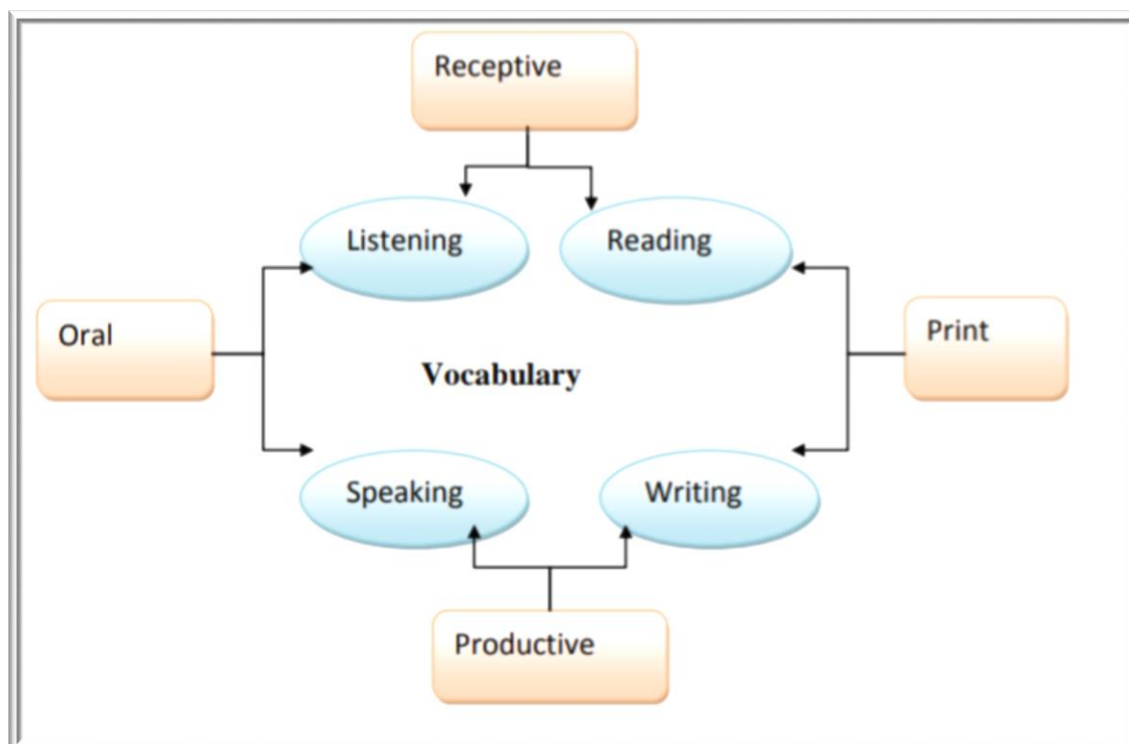 Receptive
Listening
Reading
Oral
Print
Vocabulary
Speaking
Writing
Productive